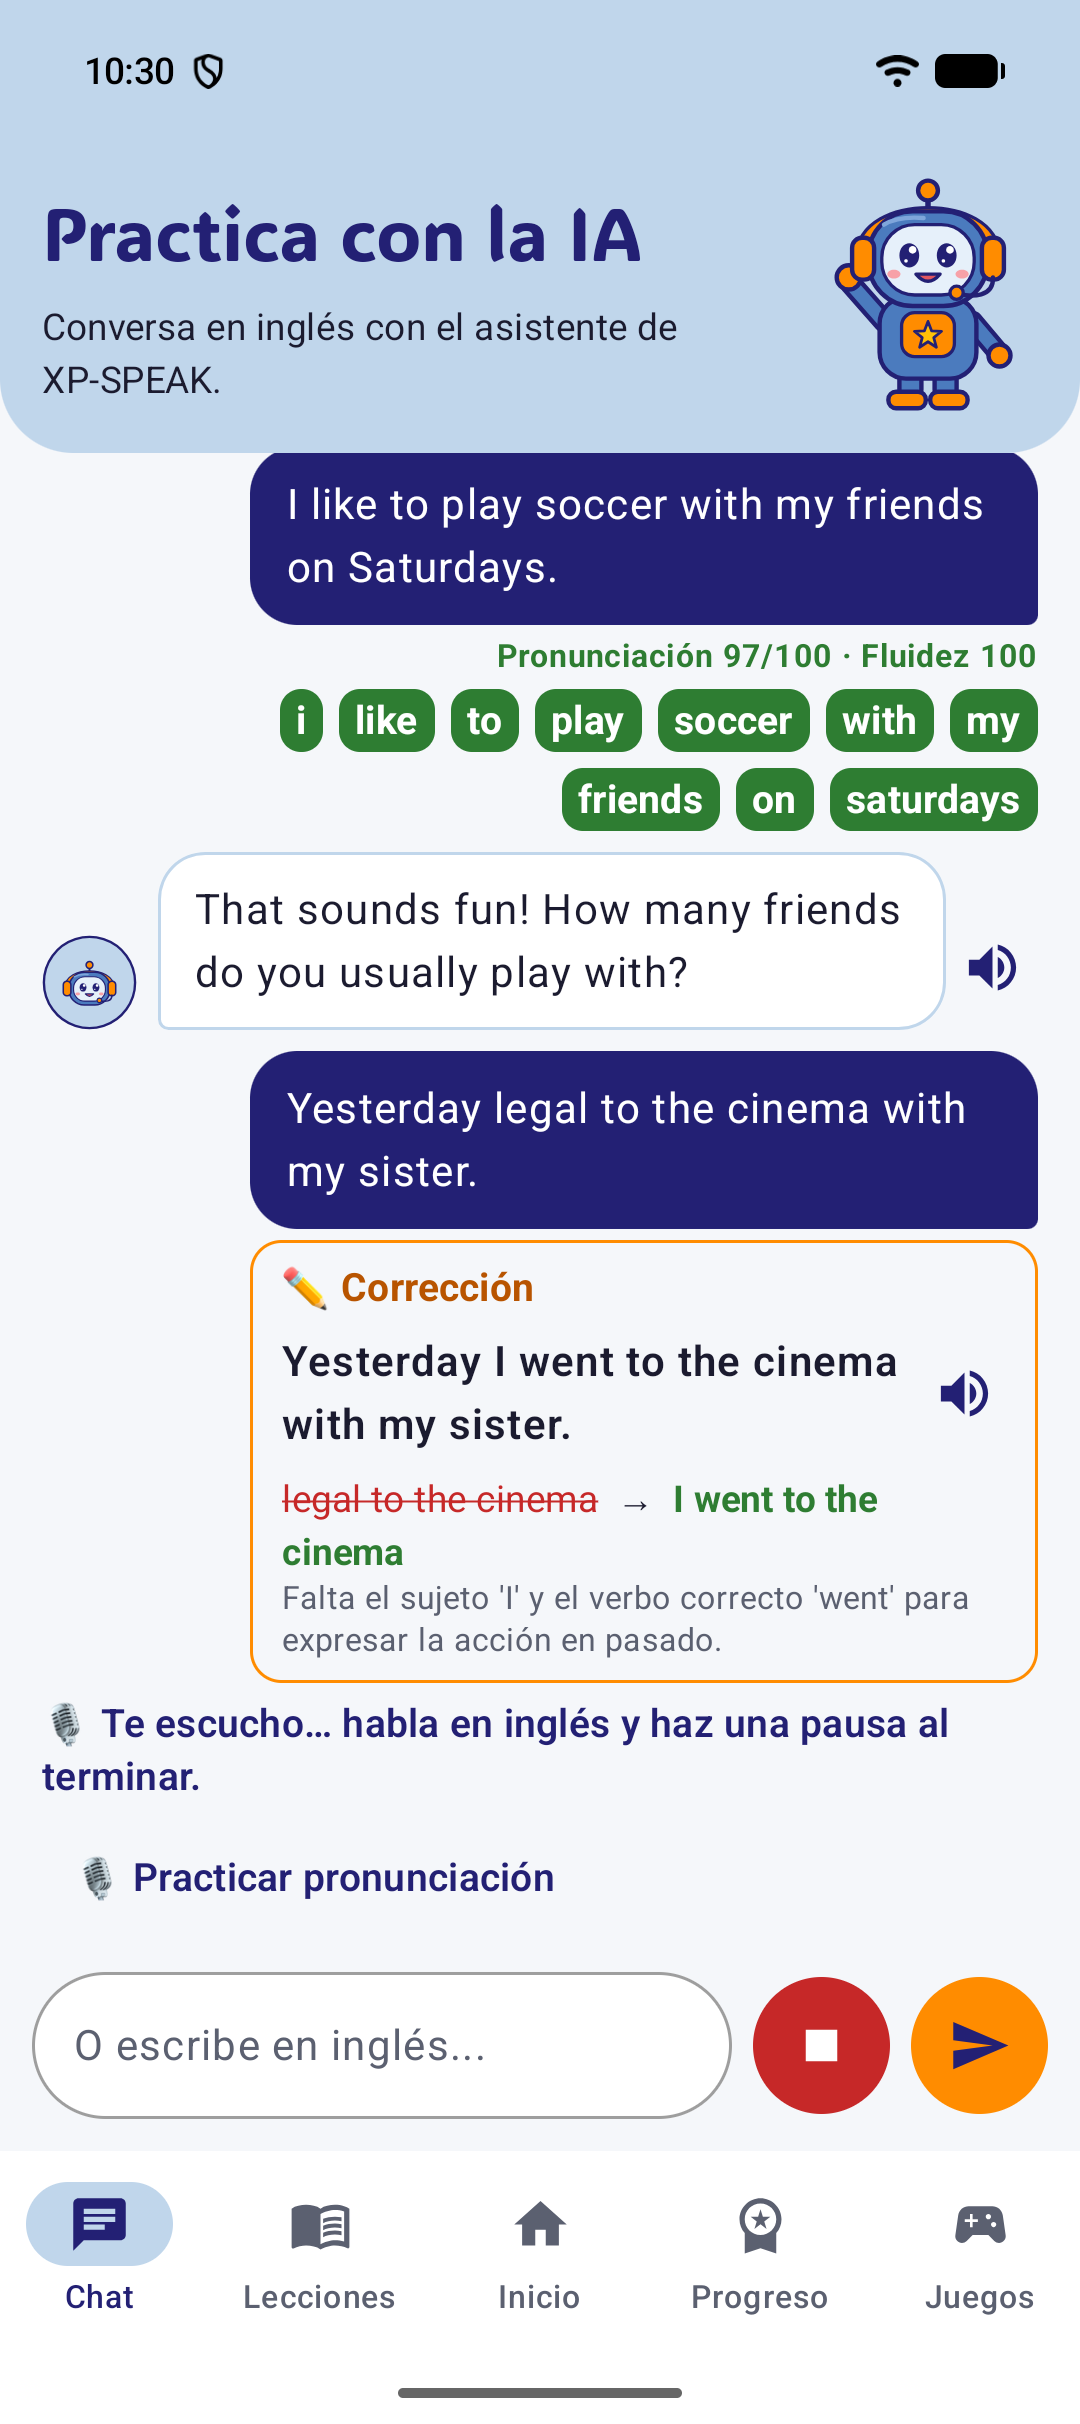 10:30
Practica con la IA
Conversa en inglés con el asistente de
XP-SPEAK.
I like to play soccer with my friends
on Saturdays.
Pronunciación 97/100 · Fluidez 100
i like to play soccer with my
friends on saturdays
That sounds fun! How many friends
do you usually play with?
Yesterday legal to the cinema with
my sister.
✏️ Corrección
Yesterday I went to the cinema
with my sister.
legal to the cinema → I went to the
cinema
Falta el sujeto 'I' y el verbo correcto 'went' para
expresar la acción en pasado.
🎙️ Te escucho... habla en inglés y haz una pausa al
terminar.
🎙️ Practicar pronunciación
O escribe en inglés...
Chat Lecciones Inicio Progreso Juegos